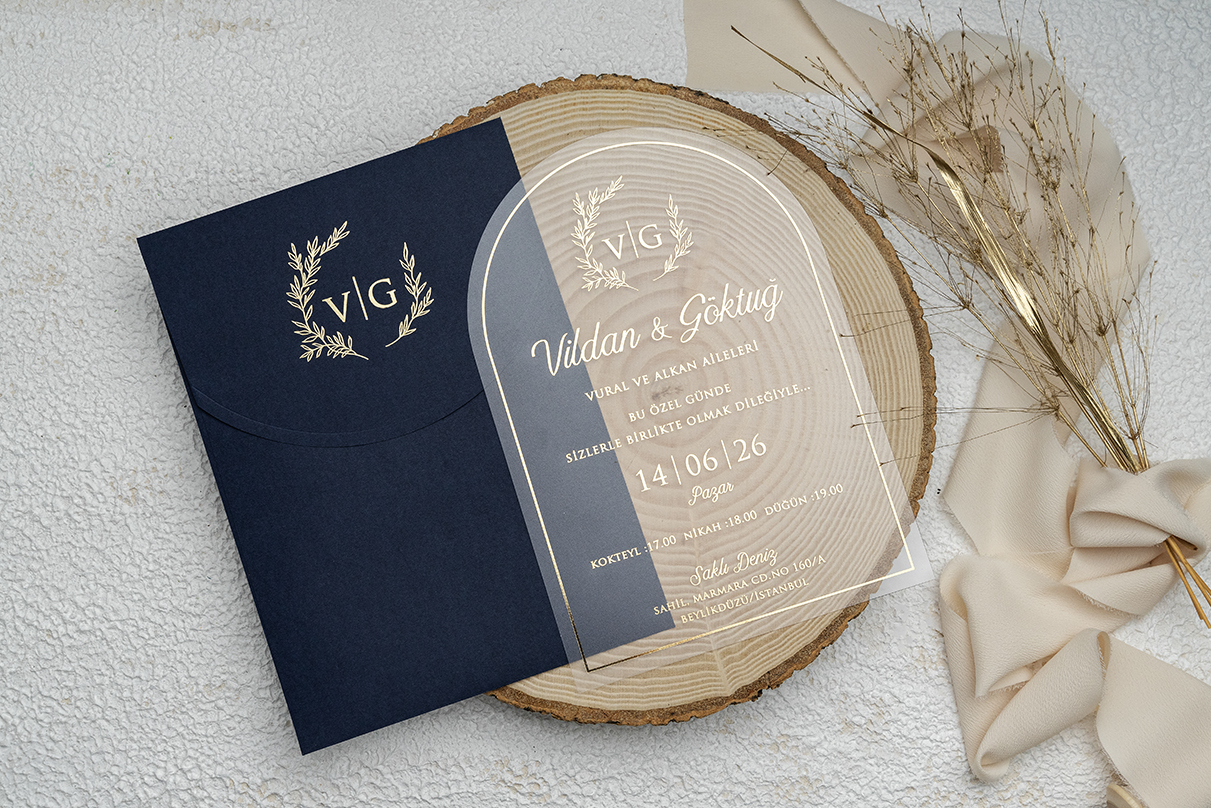 V|G
V|G
Vildan & Göktuğ
VURAL VE ALKAN AİLELERİ
BU ÖZEL GÜNDE
SİZLERLE BİRLİKTE OLMAK DİLEĞİYLE...
14|06|26
Pazar
KOKTEYL :17.00 NİKAH :18.00 DÜĞÜN :19.00
Saklı Deniz
SAHİL, MARMARA CD.NO 160/A
BEYLİKDÜZÜ/İSTANBUL